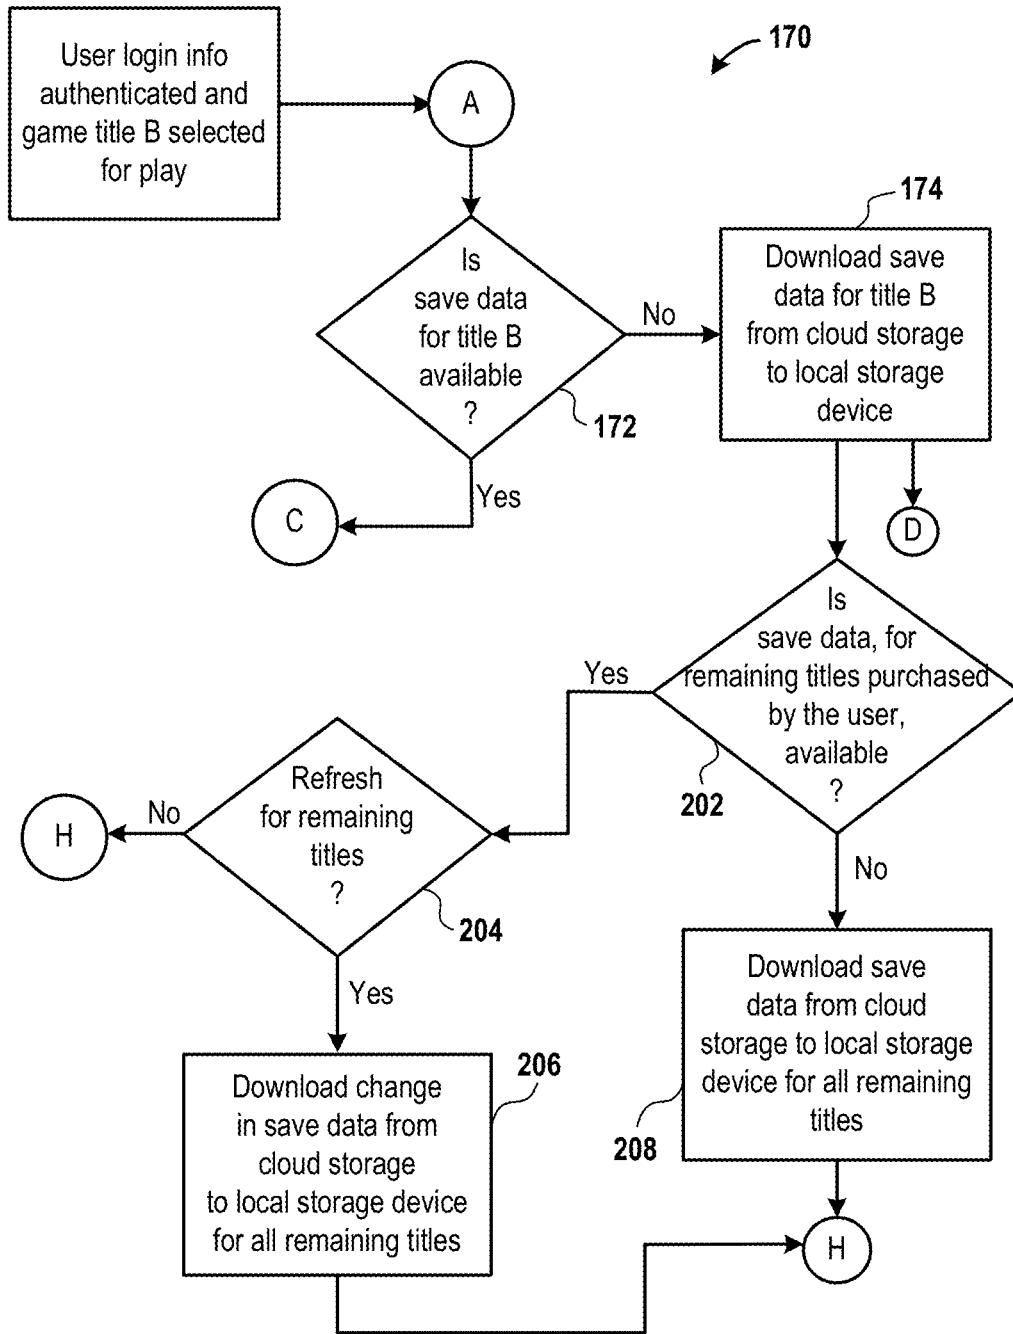 170
User login info
authenticated and
game title B selected
for play
A
174
Is
save data
for title B
available
?
No
172
Download save
data for title B
from cloud storage
to local storage
device
Yes
C
D
Is
save data, for
remaining titles purchased
by the user,
available
?
Yes
202
Refresh
for remaining
titles
?
No
H
204
No
Yes
Download save
data from cloud
storage to local storage
device for all remaining
titles
208
206
Download change
in save data from
cloud storage
to local storage device
for all remaining titles
H